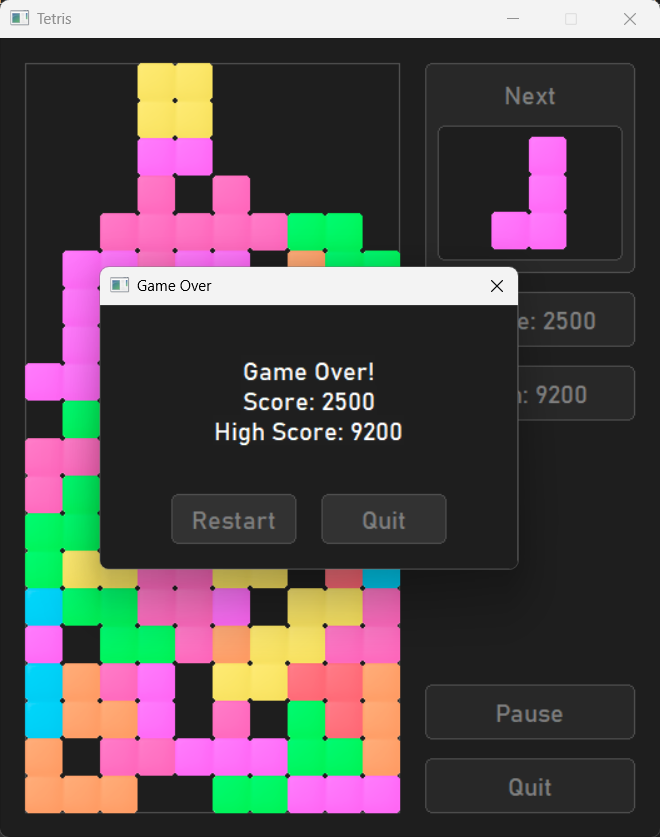 Tetris
Next
Game Over
e: 2500
Game Over!
Score: 2500
: 9200
High Score: 9200
Restart
Quit
Pause
Quit